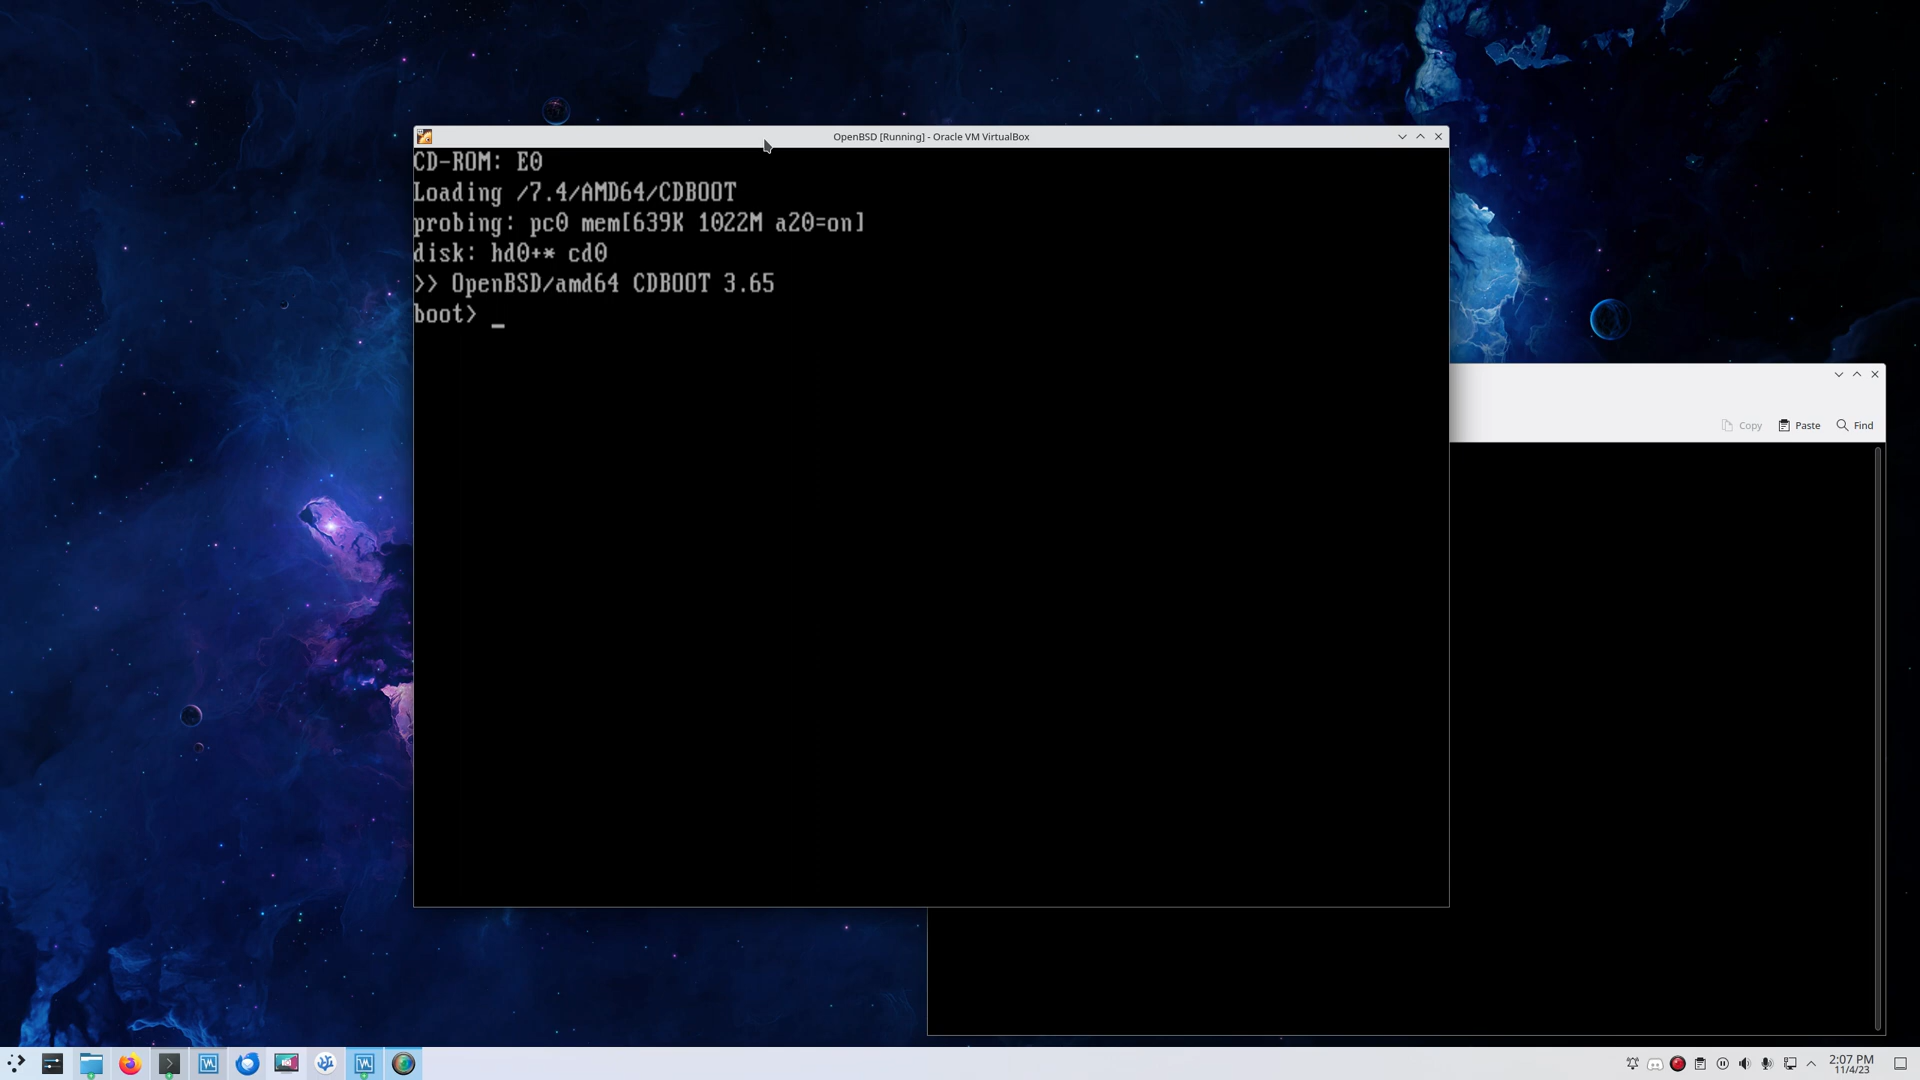 OpenBSD [Running] - Oracle VM VirtualBox
CD-ROM: E0
Loading /7.4/AMD64/CDBOOT
probing: pc0 mem[639K 1022M a20=on]
disk: hd0+* cd0
>> OpenBSD/amd64 CDBOOT 3.65
boot> _
Copy Paste Find
2:07 PM
11/4/23